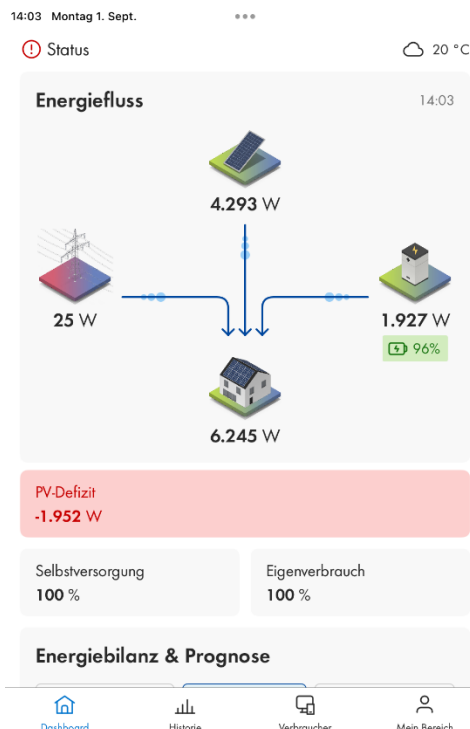 14:03 Montag 1. Sept.
Status
20 °C
Energiefluss
14:03
4.293 W
25 W
1.927 W
96%
6.245 W
PV-Defizit
-1.952 W
Selbstversorgung
100 %
Eigenverbrauch
100 %
Energiebilanz & Prognose
Dashboard
Historie
Verbraucher
Mein Bereich